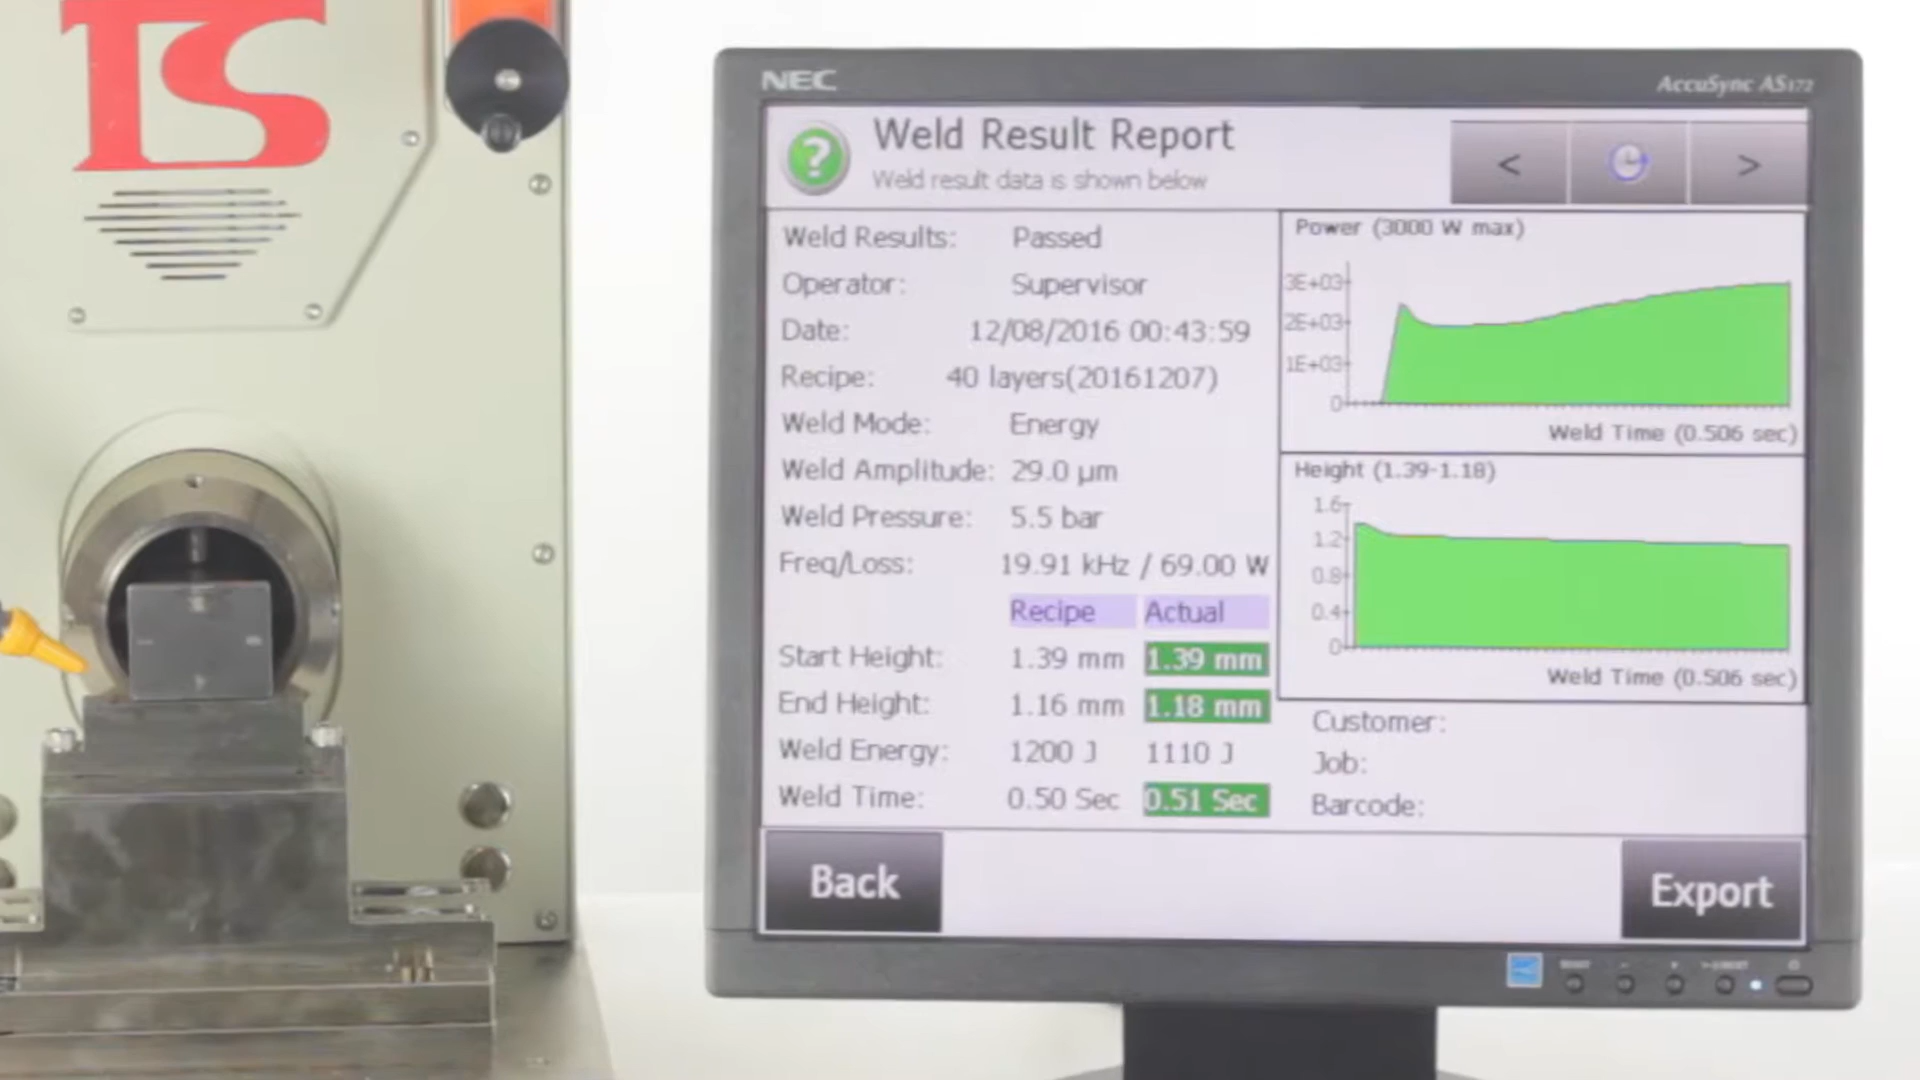 TS
NEC
AccuSync AS172
Weld Result Report
Weld result data is shown below
<
>
Weld Results: Passed
Operator: Supervisor
Date: 12/08/2016 00:43:59
Recipe: 40 layers(20161207)
Weld Mode: Energy
Weld Amplitude: 29.0 µm
Weld Pressure: 5.5 bar
Freq/Loss: 19.91 kHz / 69.00 W
Recipe Actual
Start Height: 1.39 mm 1.39 mm
End Height: 1.16 mm 1.18 mm
Weld Energy: 1200 J 1110 J
Weld Time: 0.50 Sec 0.51 Sec
Power (3000 W max)
3E+03
2E+03
1E+03
0
Weld Time (0.506 sec)
Height (1.39-1.18)
1.6
1.2
0.8
0.4
0
Weld Time (0.506 sec)
Customer:
Job:
Barcode:
Back
Export